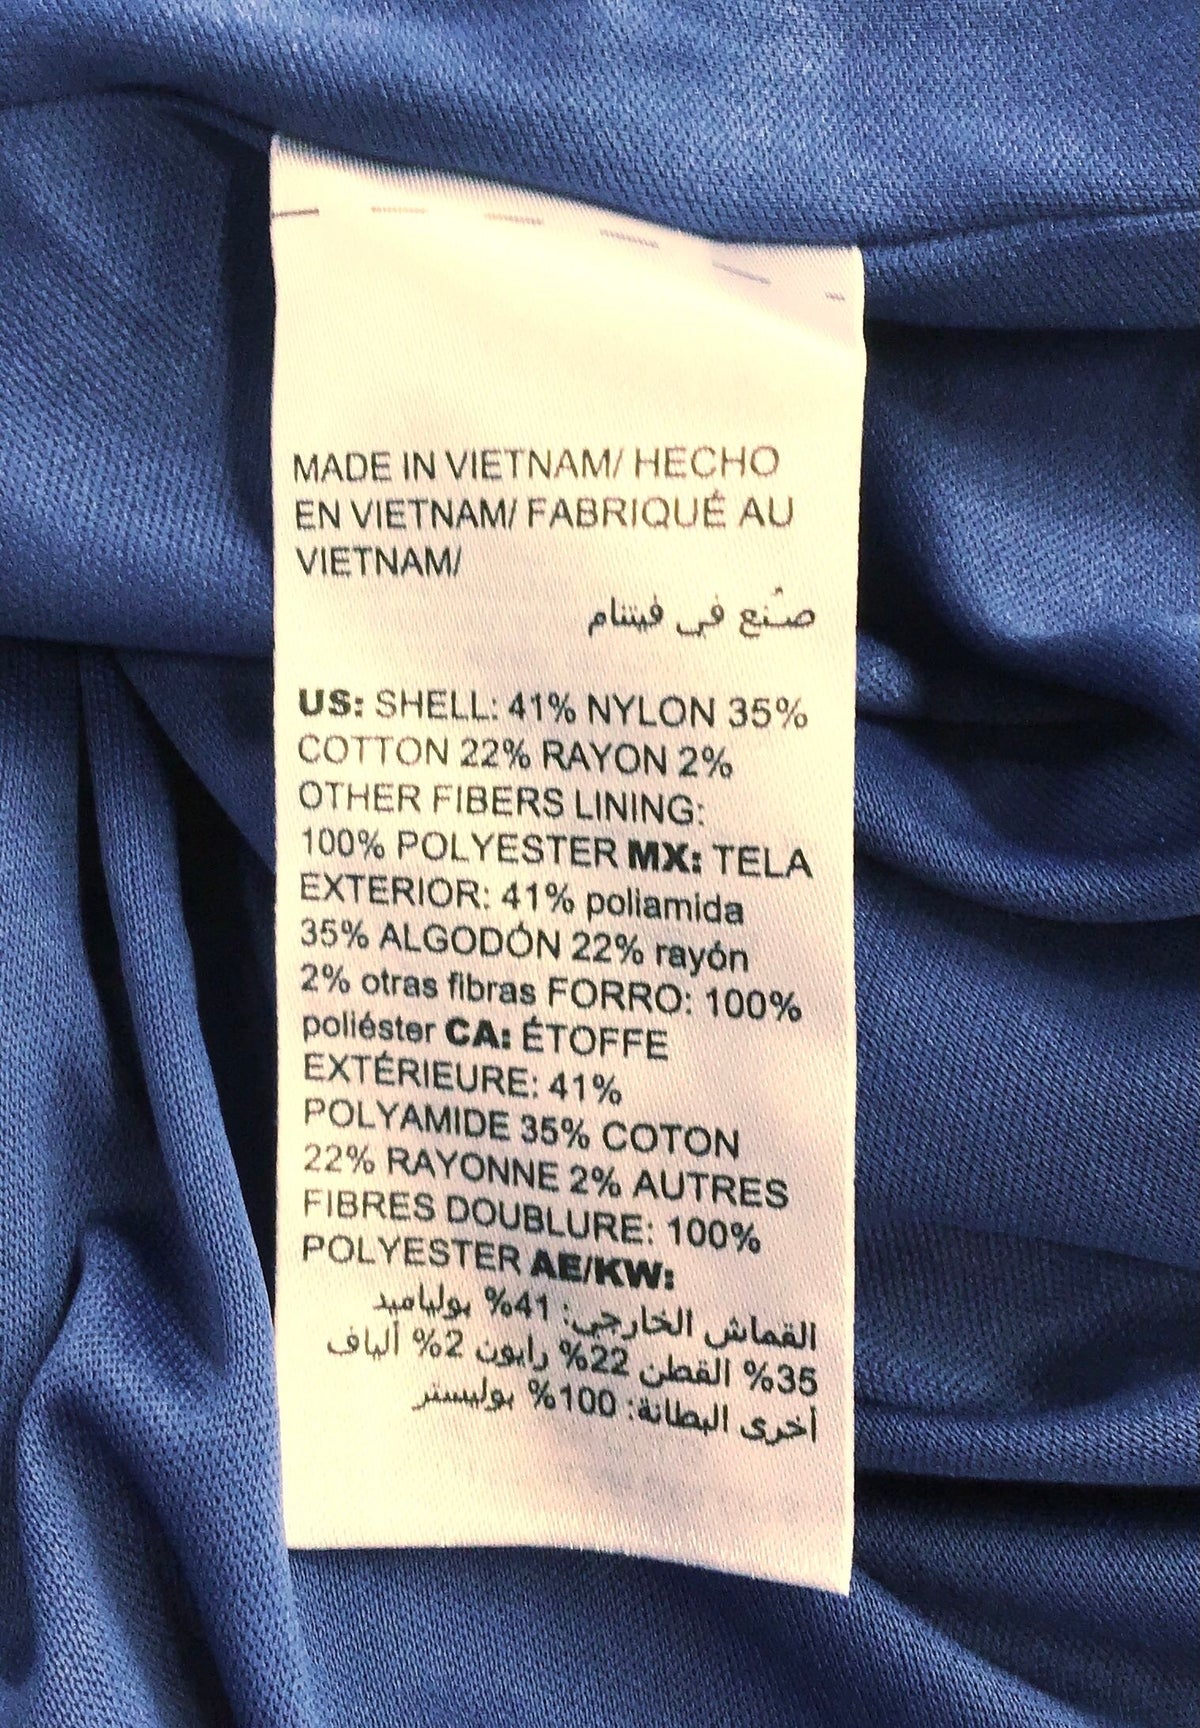 MADE IN VIETNAM/ HECHO
EN VIETNAM/ FABRIQUÉ AU
VIETNAM/
صُنع في فيتنام
US: SHELL: 41% NYLON 35%
COTTON 22% RAYON 2%
OTHER FIBERS LINING:
100% POLYESTER MX: TELA
EXTERIOR: 41% poliamida
35% ALGODÓN 22% rayón
2% otras fibras FORRO: 100%
poliéster CA: ÉTOFFE
EXTÉRIEURE: 41%
POLYAMIDE 35% COTON
22% RAYONNE 2% AUTRES
FIBRES DOUBLURE: 100%
POLYESTER AE/KW:
القماش الخارجي: 41% بولياميد
35% القطن 22% رايون 2% ألياف
أخرى البطانة: 100% بوليستر